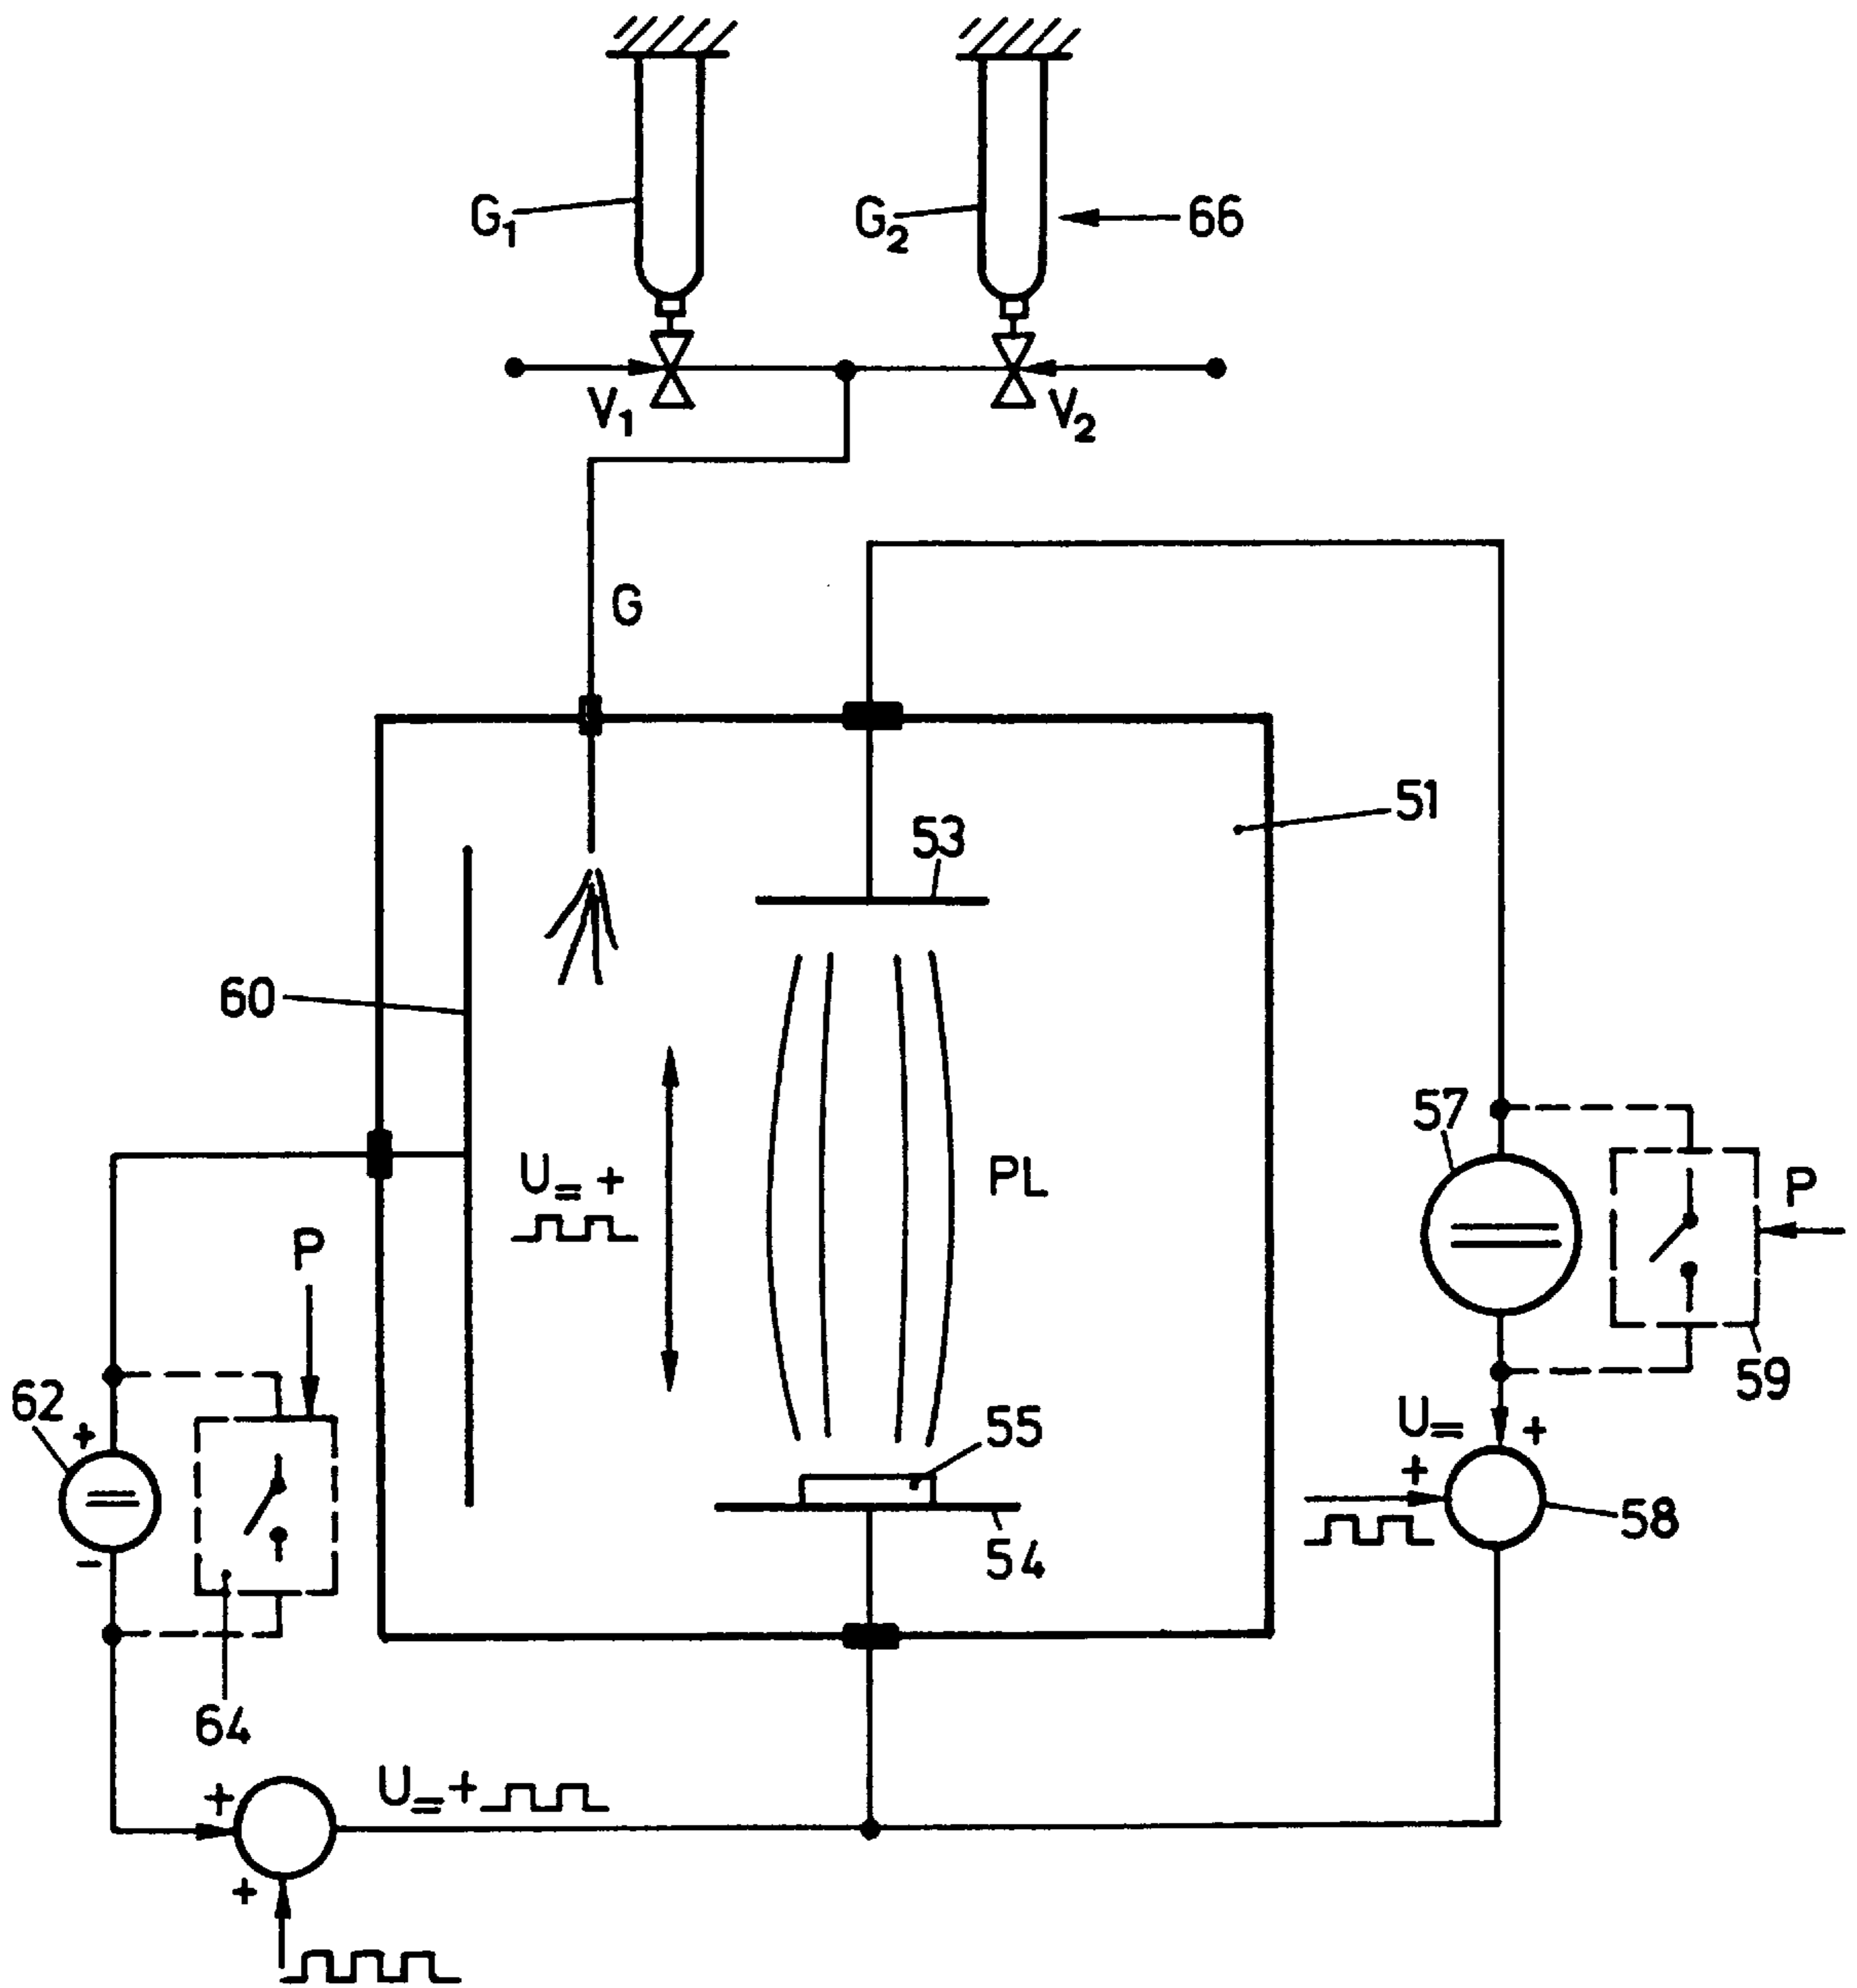 G1
G2
66
V1
V2
G
51
53
60
57
U= +
PL
P
P
59
62
+
55
U=
+
+
58
54
-
64
+
U= +
+